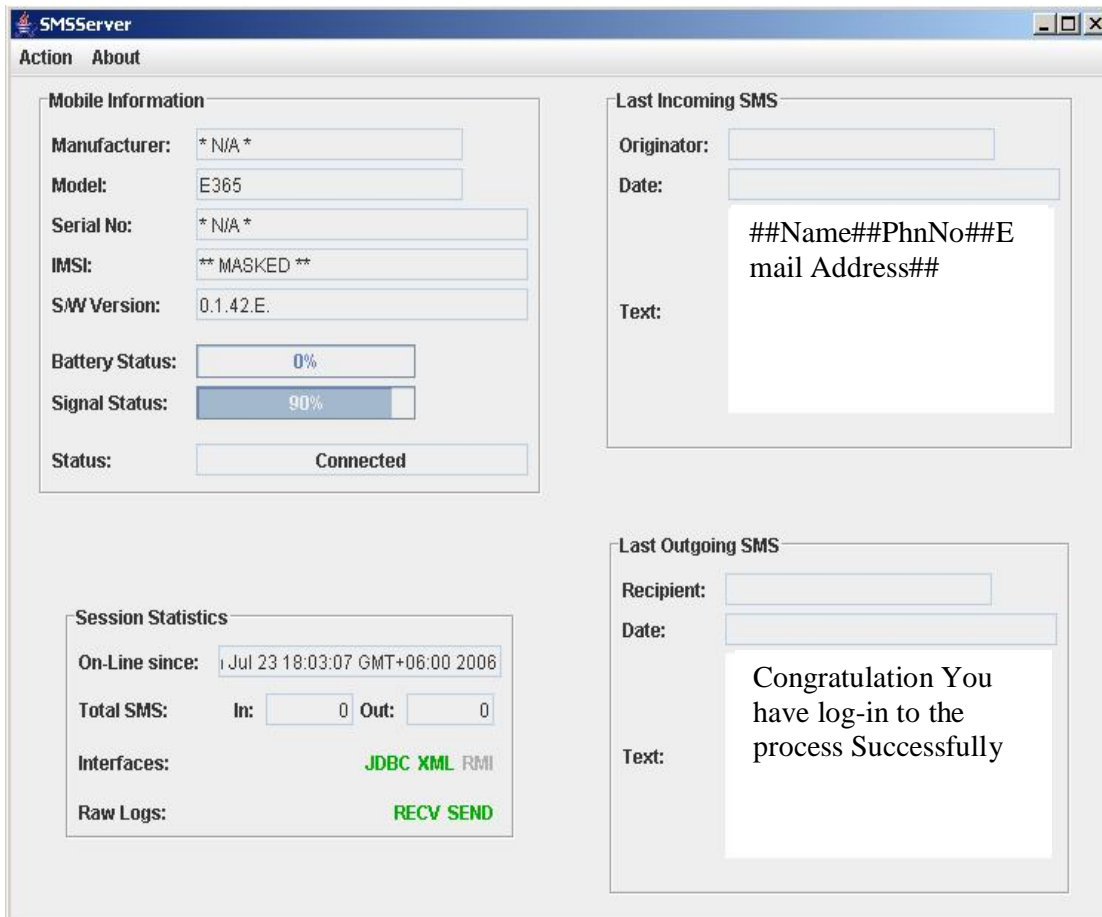 SMSServer
Action About
Mobile Information
Manufacturer: * N/A *
Model: E365
Serial No: * N/A *
IMSI: ** MASKED **
S/W Version: 0.1.42.E.
Battery Status: 0%
Signal Status: 90%
Status: Connected
Last Incoming SMS
Originator:
Date:
##Name##PhnNo##E
mail Address##
Text:
Session Statistics
On-Line since: Jul 23 18:03:07 GMT+06:00 2006
Total SMS: In: 0 Out: 0
Interfaces: JDBC XML RMI
Raw Logs: RECV SEND
Last Outgoing SMS
Recipient:
Date:
Congratulation You
have log-in to the
process Successfully
Text: